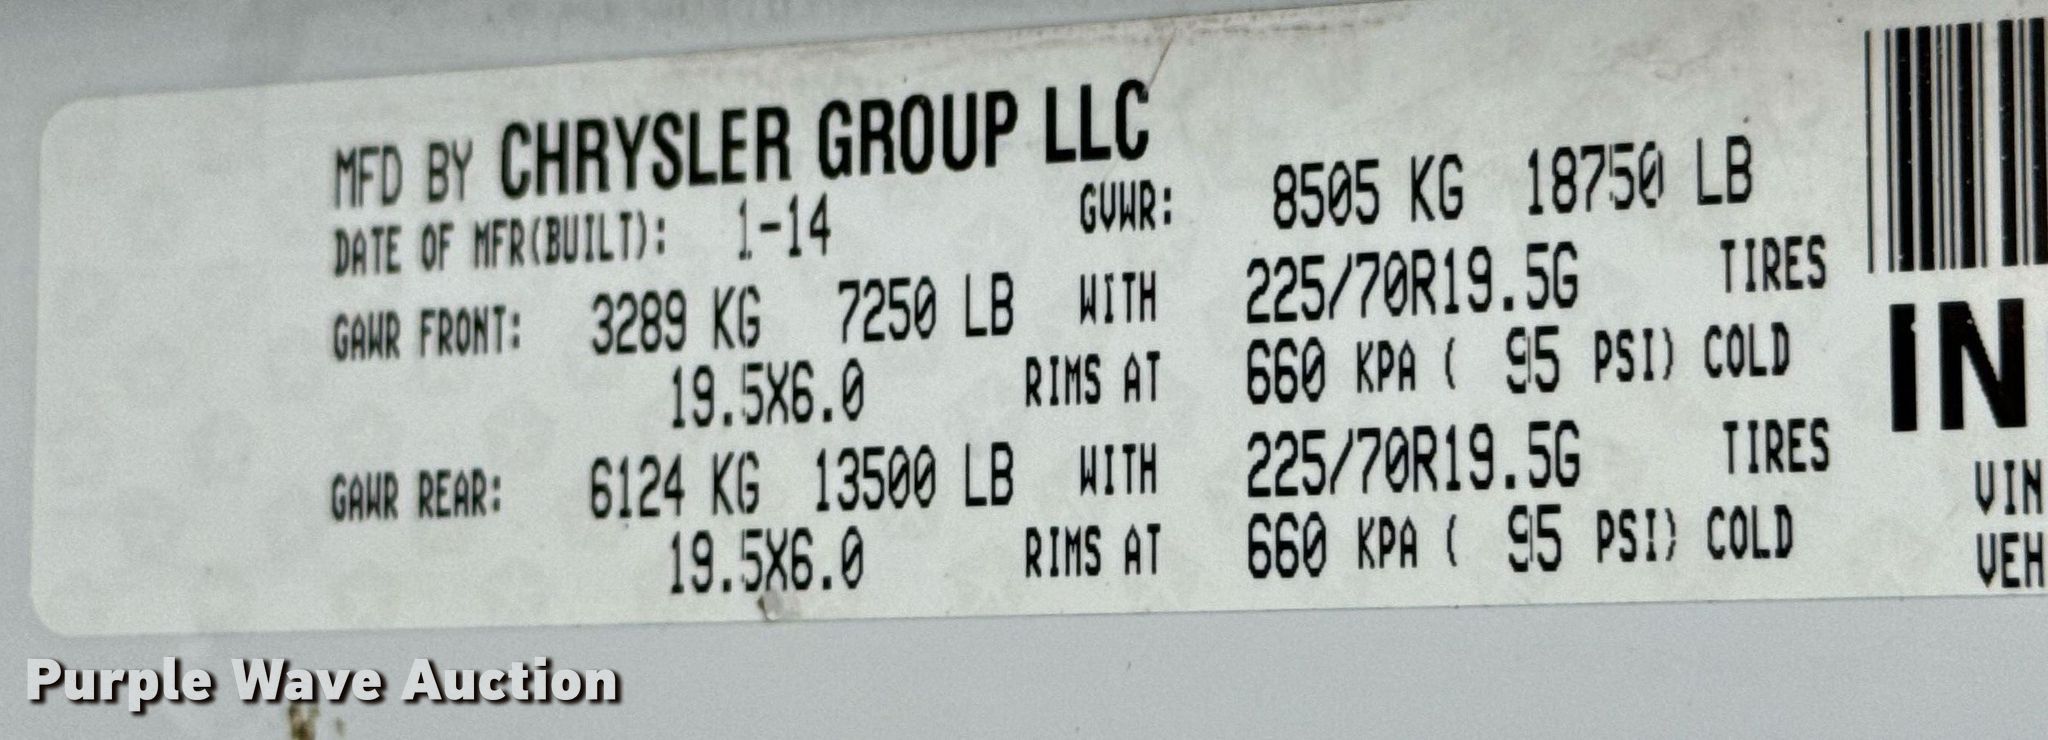 MFD BY CHRYSLER GROUP LLC
DATE OF MFR(BUILT): 1-14 GVWR: 8505 KG 18750 LB
GAWR FRONT: 3289 KG 7250 LB WITH 225/70R19.5G TIRES
19.5X6.0 RIMS AT 660 KPA ( 95 PSI) COLD
GAWR REAR: 6124 KG 13500 LB WITH 225/70R19.5G TIRES
19.5X6.0 RIMS AT 660 KPA ( 95 PSI) COLD
IN
VIN
VEH
Purple Wave Auction